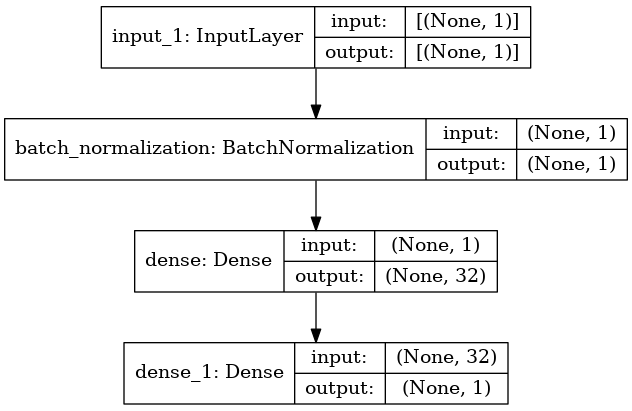 input_1: InputLayer
input: [(None, 1)]
output: [(None, 1)]
batch_normalization: BatchNormalization
input: (None, 1)
output: (None, 1)
dense: Dense
input: (None, 1)
output: (None, 32)
dense_1: Dense
input: (None, 32)
output: (None, 1)